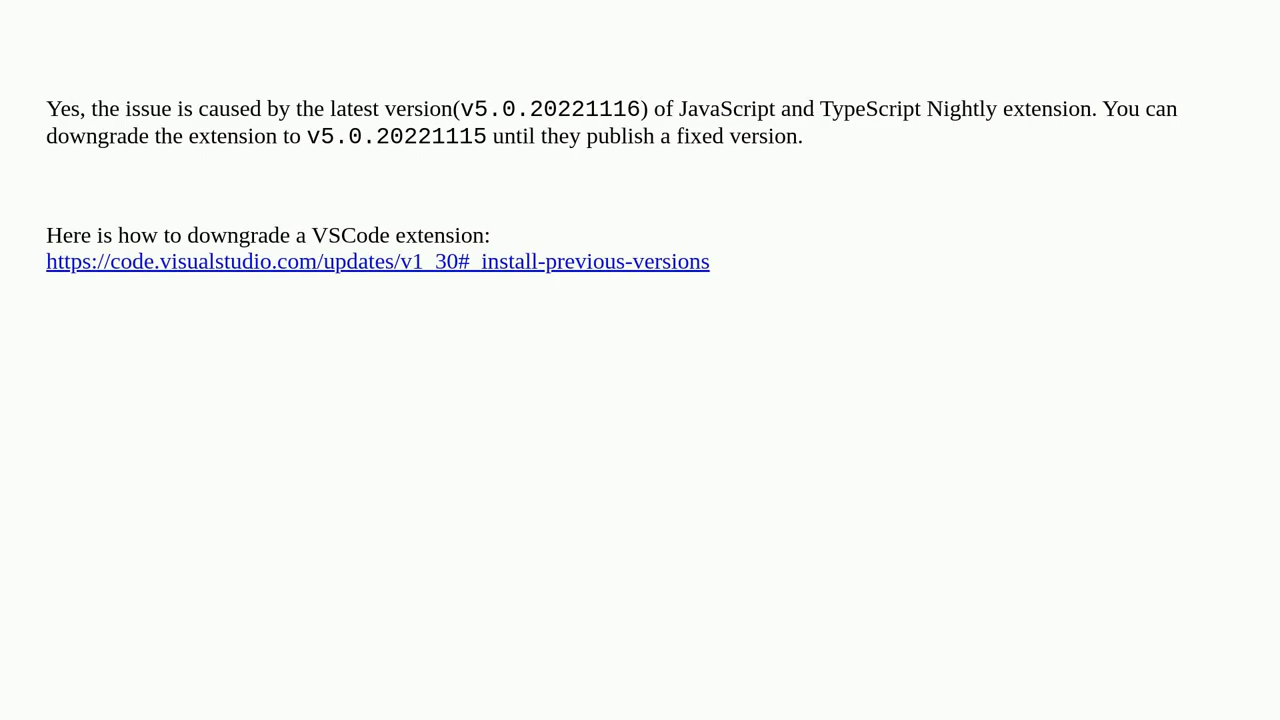 Yes, the issue is caused by the latest version(v5.0.20221116) of JavaScript and TypeScript Nightly extension. You can
downgrade the extension to v5.0.20221115 until they publish a fixed version.
Here is how to downgrade a VSCode extension:
https://code.visualstudio.com/updates/v1_30#_install-previous-versions